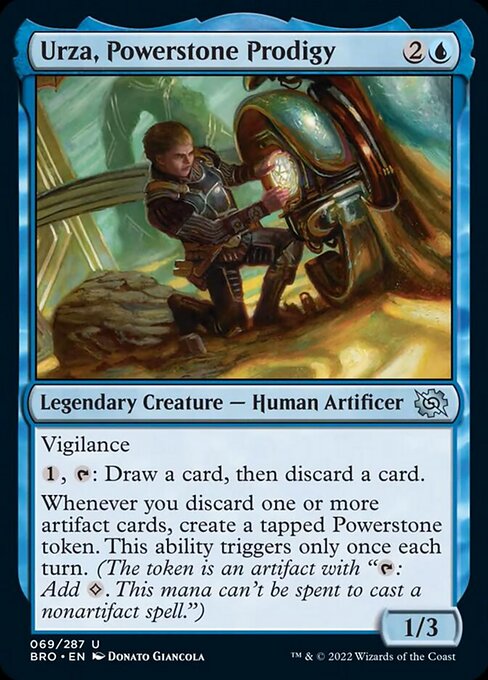 Urza, Powerstone Prodigy 2
Legendary Creature — Human Artificer
Vigilance
1, : Draw a card, then discard a card.
Whenever you discard one or more
artifact cards, create a tapped Powerstone
token. This ability triggers only once each
turn. (The token is an artifact with “:
Add . This mana can’t be spent to cast a
nonartifact spell.”)
1/3
069/287 U
BRO • EN Donato Giancola
™ & © 2022 Wizards of the Coast